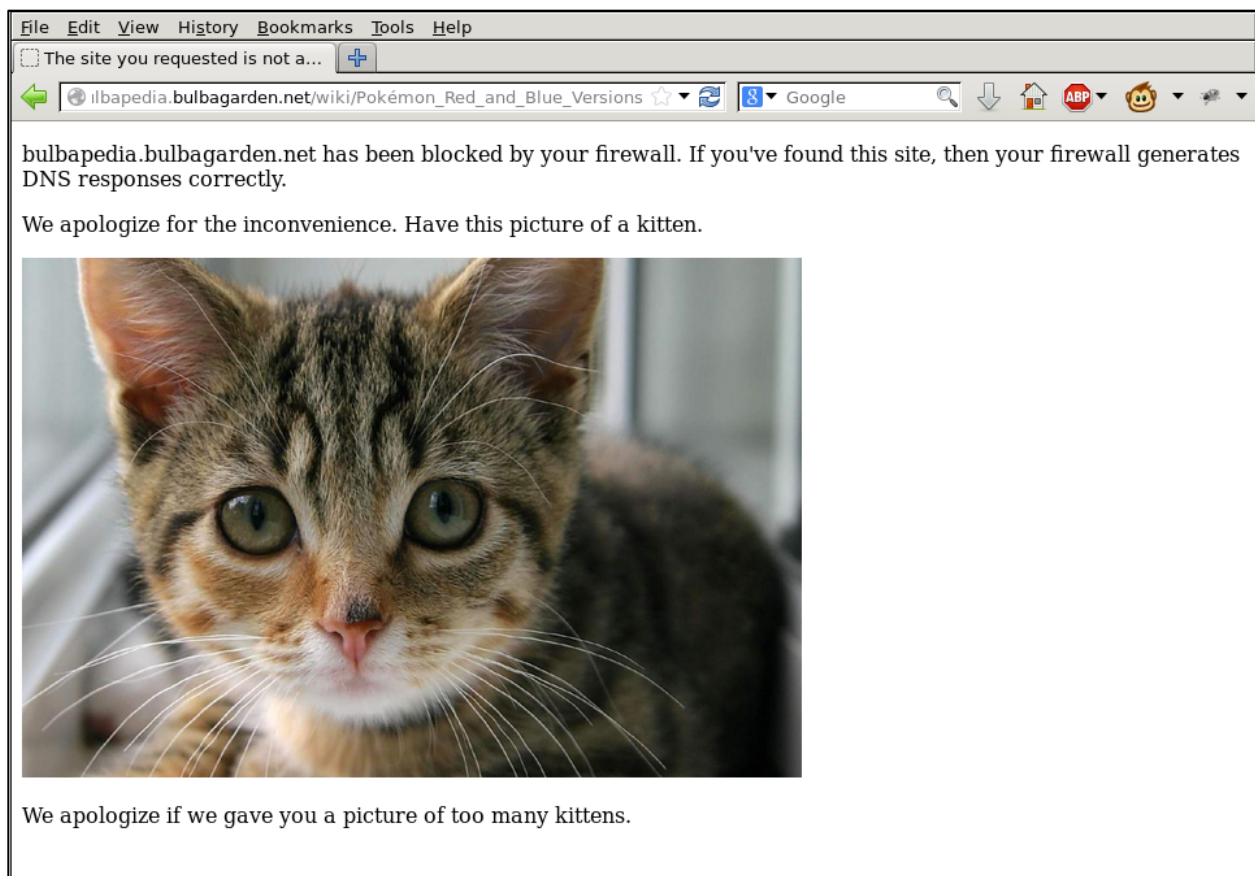 File Edit View History Bookmarks Tools Help
The site you requested is not a...
lbapedia.bulbagarden.net/wiki/Pokémon_Red_and_Blue_Versions 8 Google ABP
bulbapedia.bulbagarden.net has been blocked by your firewall. If you've found this site, then your firewall generates
DNS responses correctly.
We apologize for the inconvenience. Have this picture of a kitten.
We apologize if we gave you a picture of too many kittens.